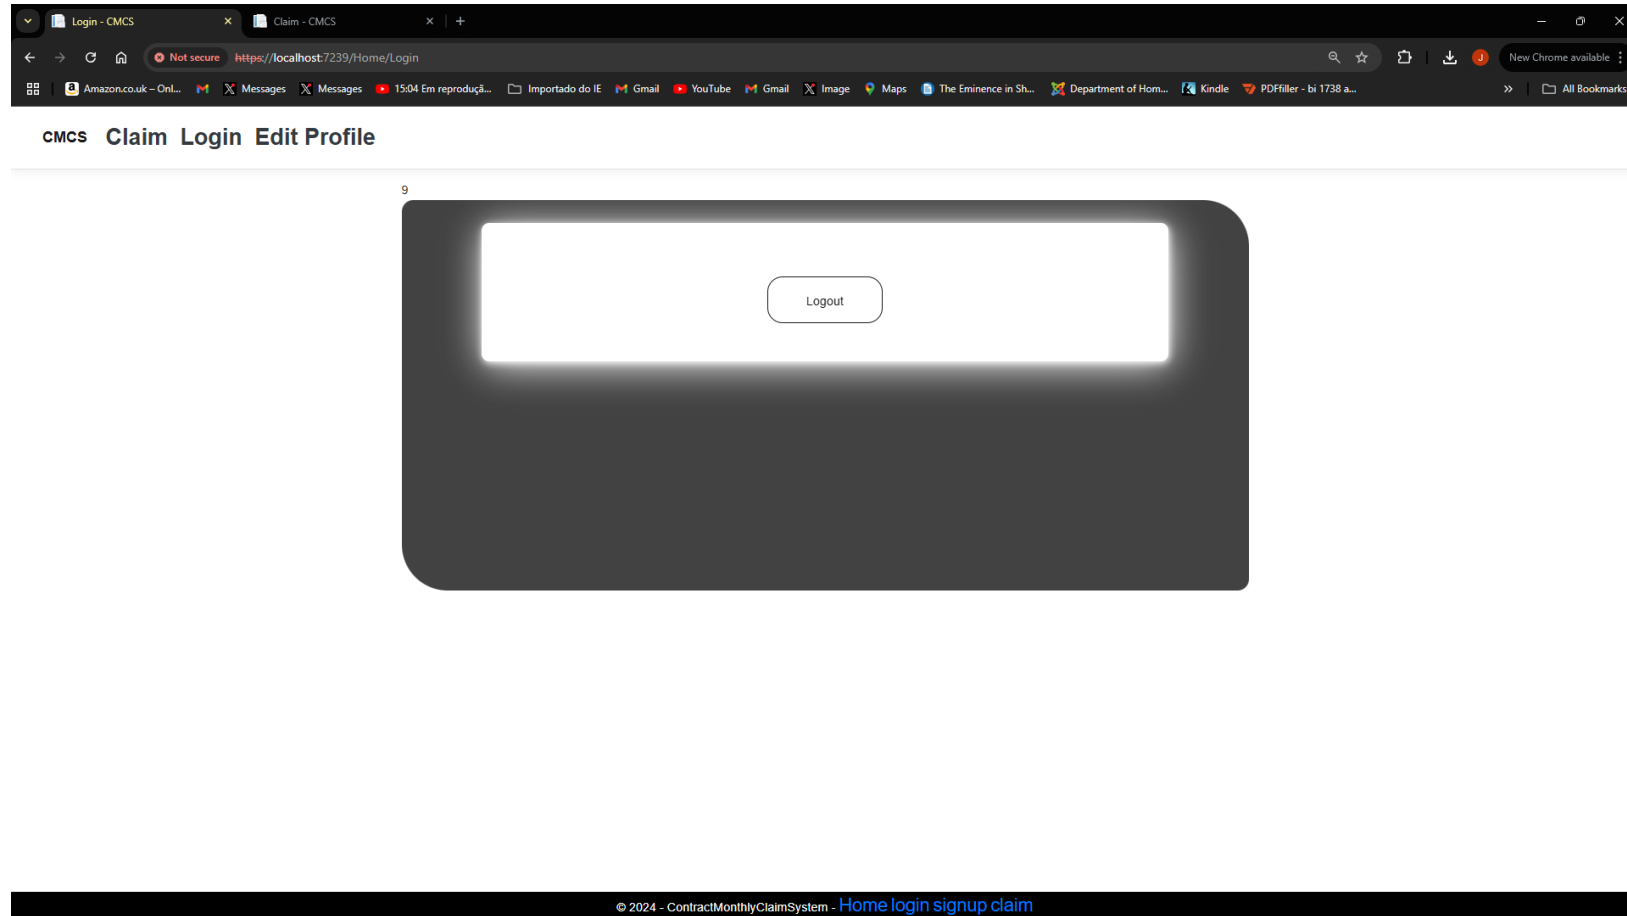 Login - CMCS
Claim - CMCS
Not secure https://localhost:7239/Home/Login
New Chrome available
Amazon.co.uk – Onl... Messages Messages 15:04 Em reproduçã... Importado do IE Gmail YouTube Gmail Image Maps The Eminence in Sh... Department of Hom... Kindle PDFfiller - bi 1738 a... » All Bookmarks
CMCS Claim Login Edit Profile
9
Logout
© 2024 - ContractMonthlyClaimSystem - Home login signup claim